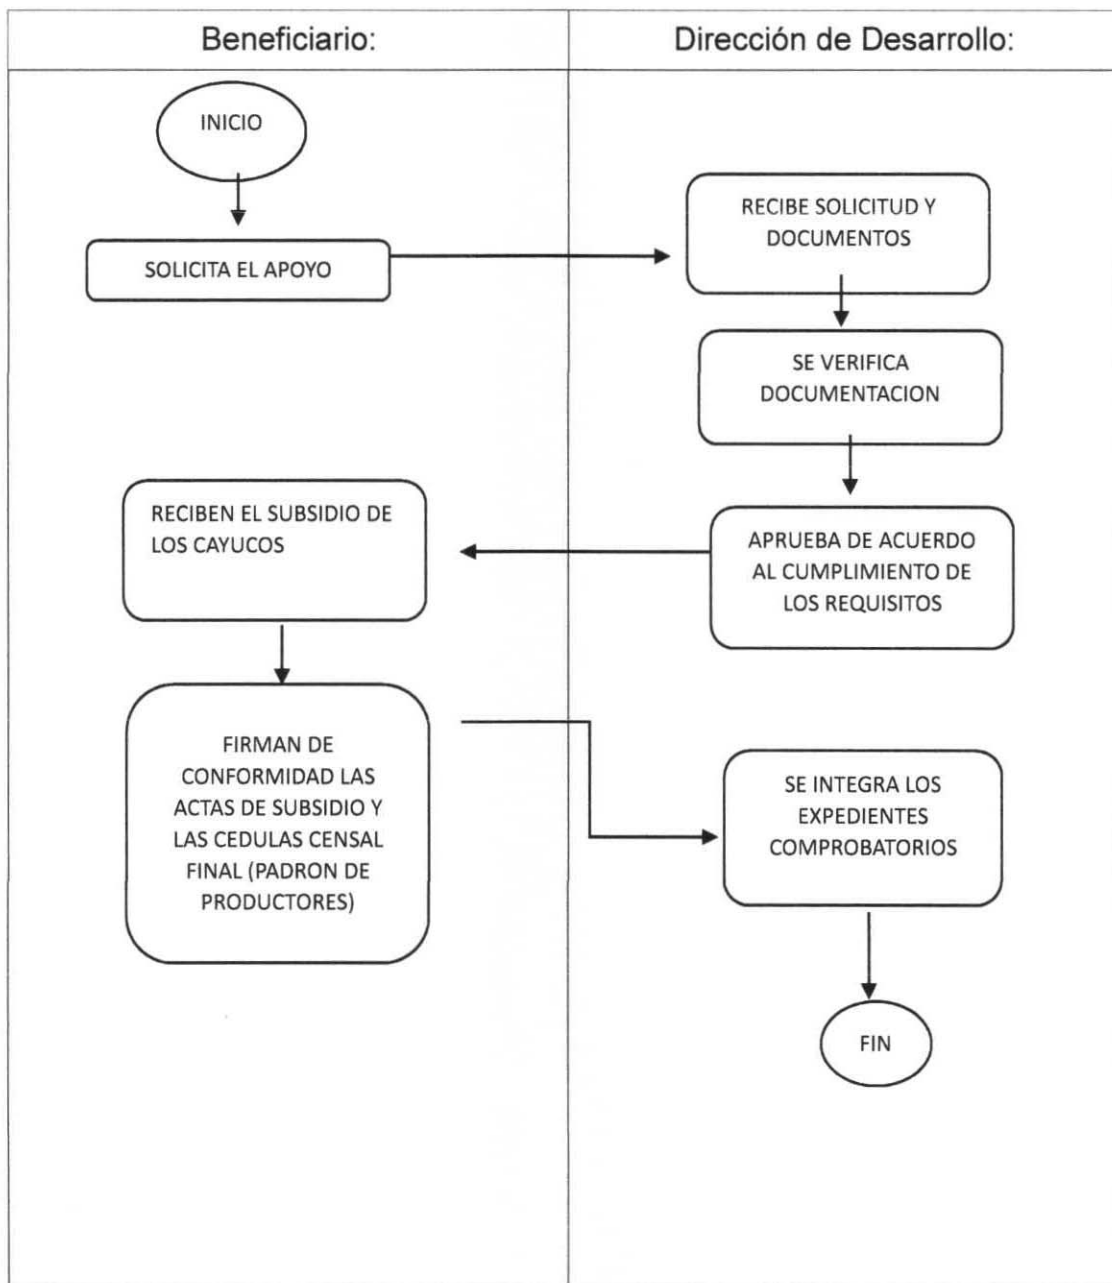 Beneficiario:
Dirección de Desarrollo:
INICIO
SOLICITA EL APOYO
RECIBE SOLICITUD Y
DOCUMENTOS
SE VERIFICA
DOCUMENTACION
APRUEBA DE ACUERDO
AL CUMPLIMIENTO DE
LOS REQUISITOS
RECIBEN EL SUBSIDIO DE
LOS CAYUCOS
FIRMAN DE
CONFORMIDAD LAS
ACTAS DE SUBSIDIO Y
LAS CEDULAS CENSAL
FINAL (PADRON DE
PRODUCTORES)
SE INTEGRA LOS
EXPEDIENTES
COMPROBATORIOS
FIN